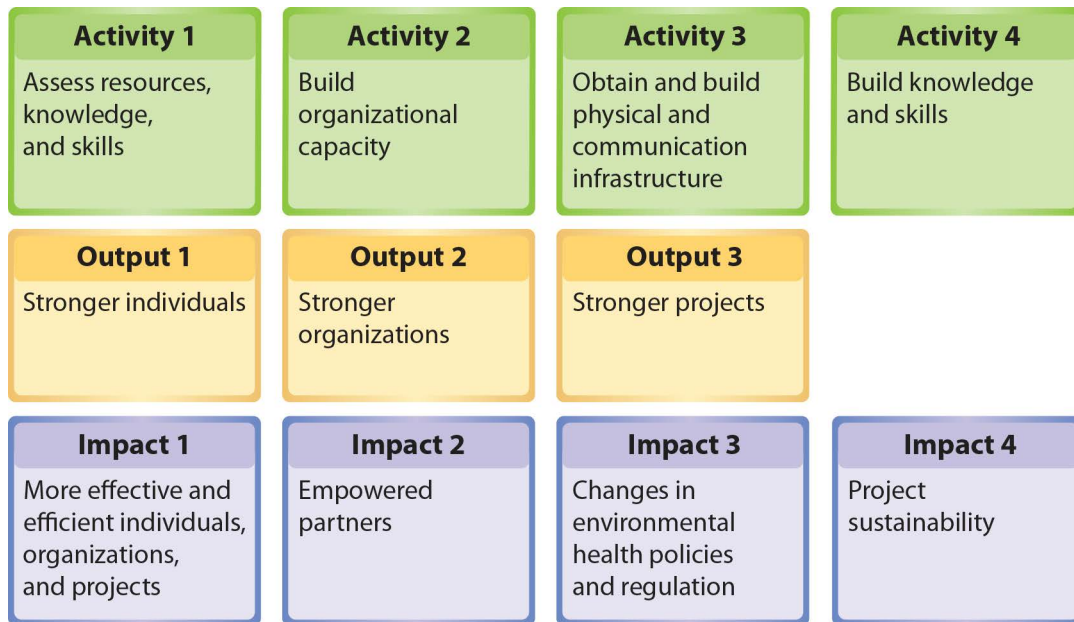 Activity 1
Assess resources,
knowledge,
and skills
Activity 2
Build
organizational
capacity
Activity 3
Obtain and build
physical and
communication
infrastructure
Activity 4
Build knowledge
and skills
Output 1
Stronger individuals
Output 2
Stronger
organizations
Output 3
Stronger projects
Impact 1
More effective and
efficient individuals,
organizations,
and projects
Impact 2
Empowered
partners
Impact 3
Changes in
environmental
health policies
and regulation
Impact 4
Project
sustainability